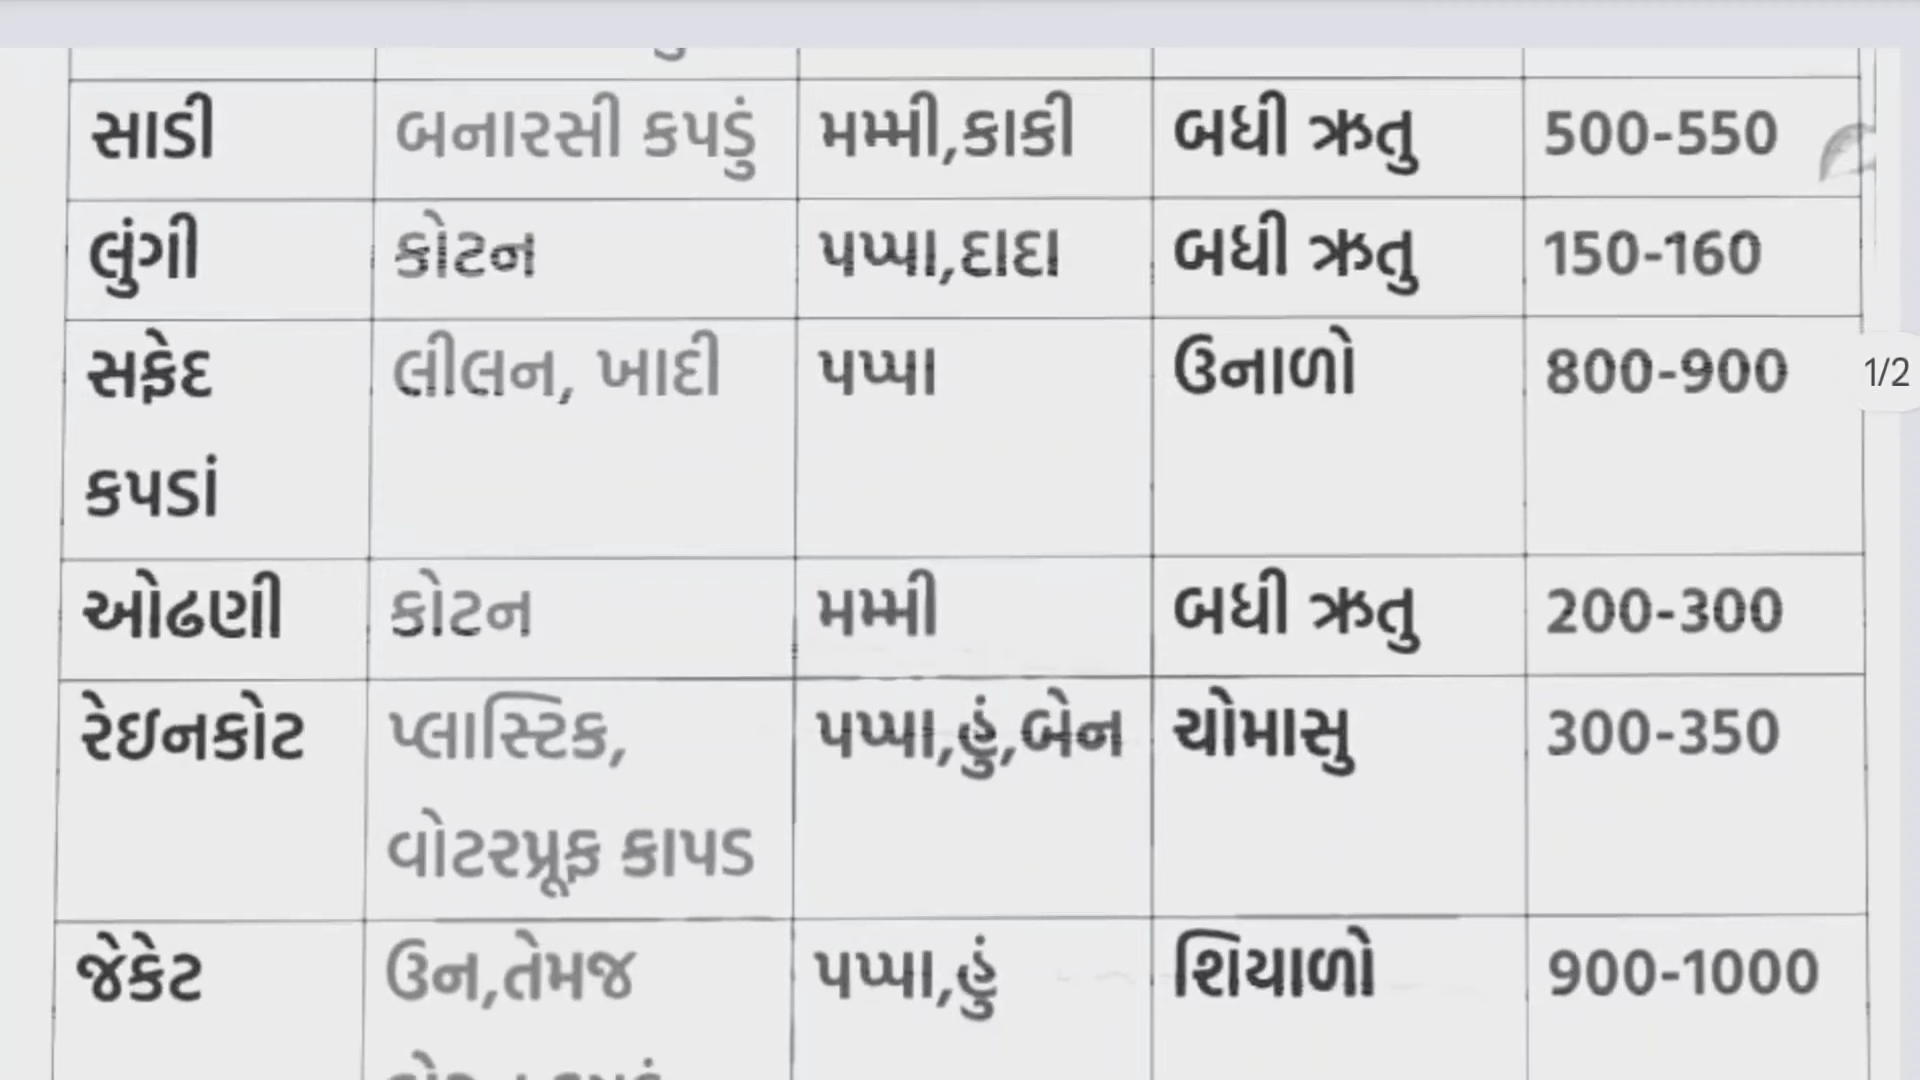 સાડી બનારસી કપડું મમ્મી,કાકી બધી ઋતુ 500-550
લુંગી કોટન પપ્પા,દાદા બધી ઋતુ 150-160
સફેદ લીલન, ખાદી પપ્પા ઉનાળો 800-900
1/2
કપડાં
ઓઢણી કોટન મમ્મી બધી ઋતુ 200-300
રેઈનકોટ પ્લાસ્ટિક, પપ્પા,હું,બેન ચોમાસુ 300-350
વોટરપ્રૂફ કાપડ
જેકેટ ઉન,તેમજ પપ્પા,હું શિયાળો 900-1000